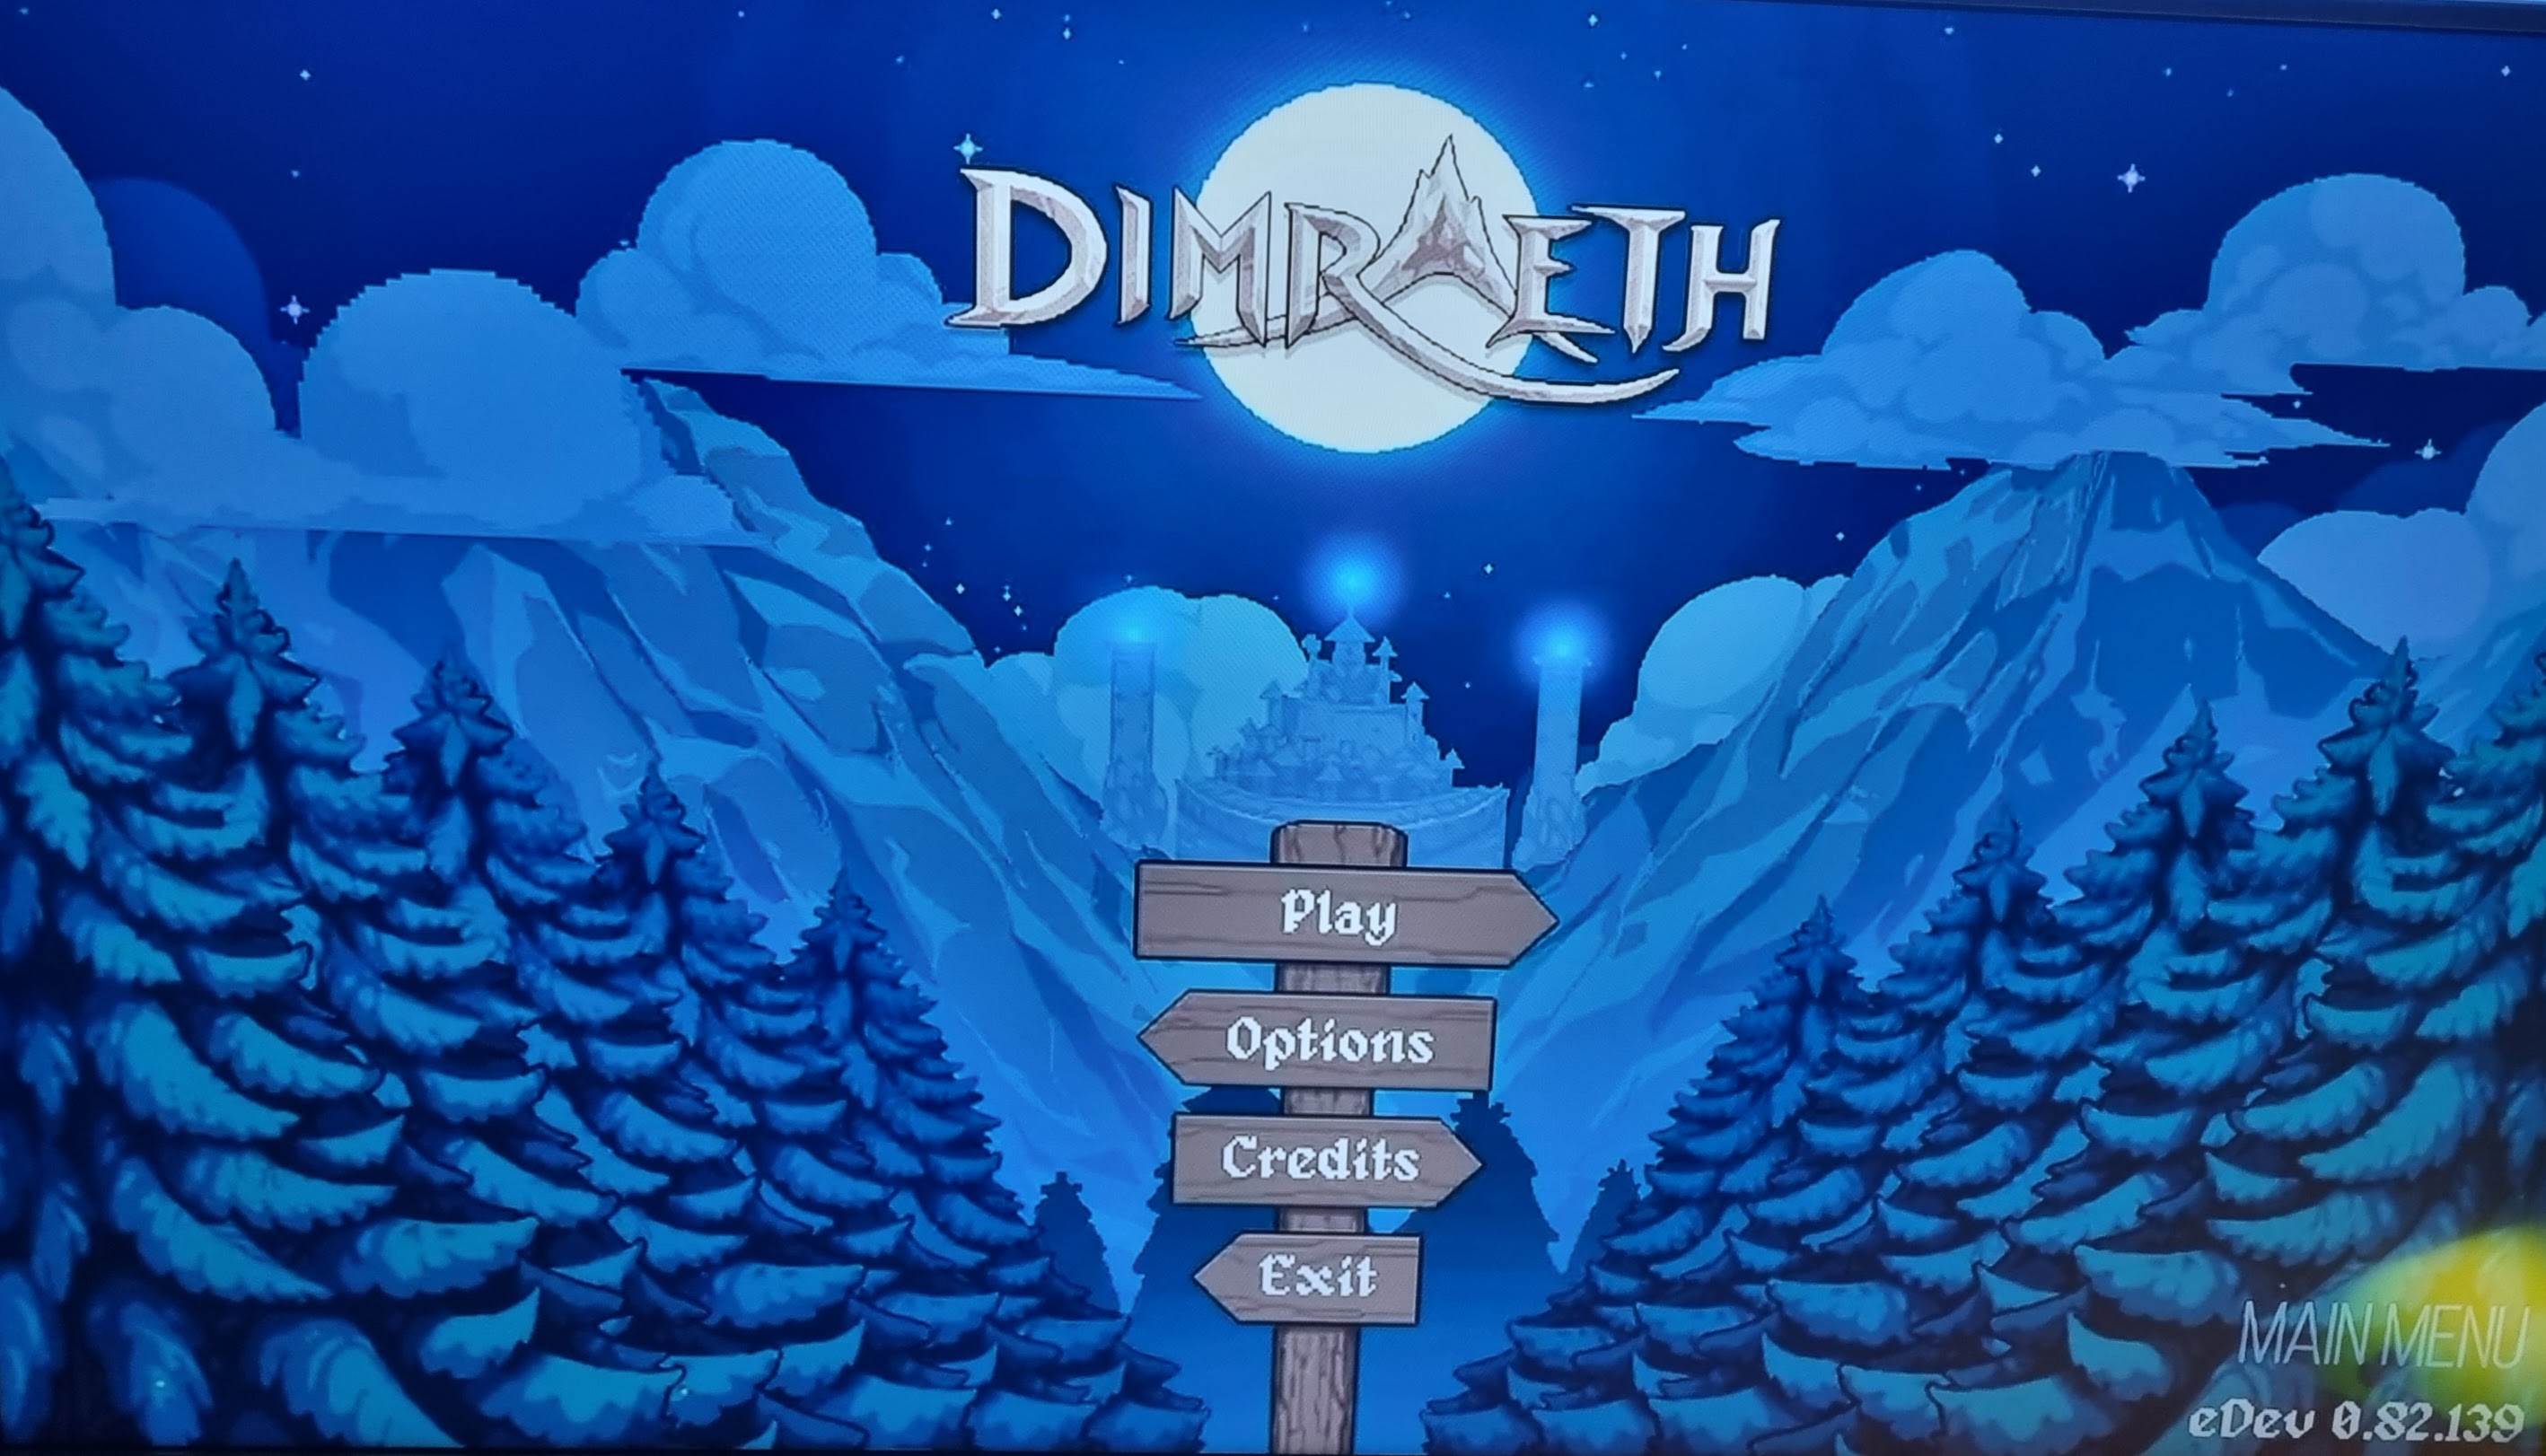 DIMRAETH
Play
Options
Credits
Exit
MAIN MENU
eDev 0.82.139